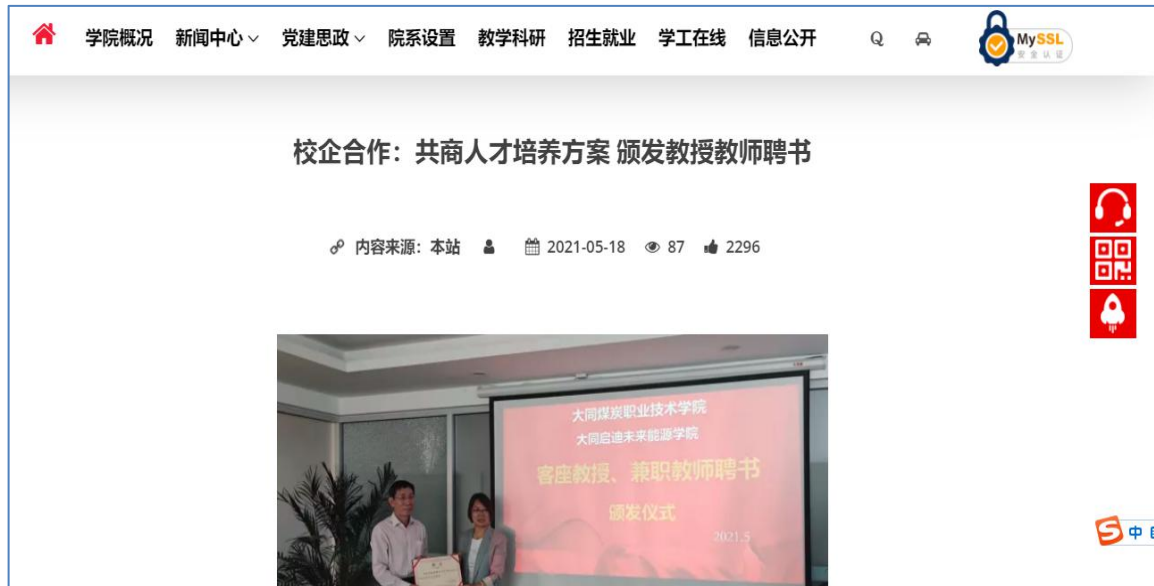 学院概况 新闻中心 党建思政 院系设置 教学科研 招生就业 学工在线 信息公开 Q
MySSL
安全认证
校企合作：共商人才培养方案 颁发教授教师聘书
内容来源：本站 2021-05-18 87 2296
大同煤炭职业技术学院
大同启迪未来能源学院
客座教授、兼职教师聘书
颁发仪式
2021.5
S 中